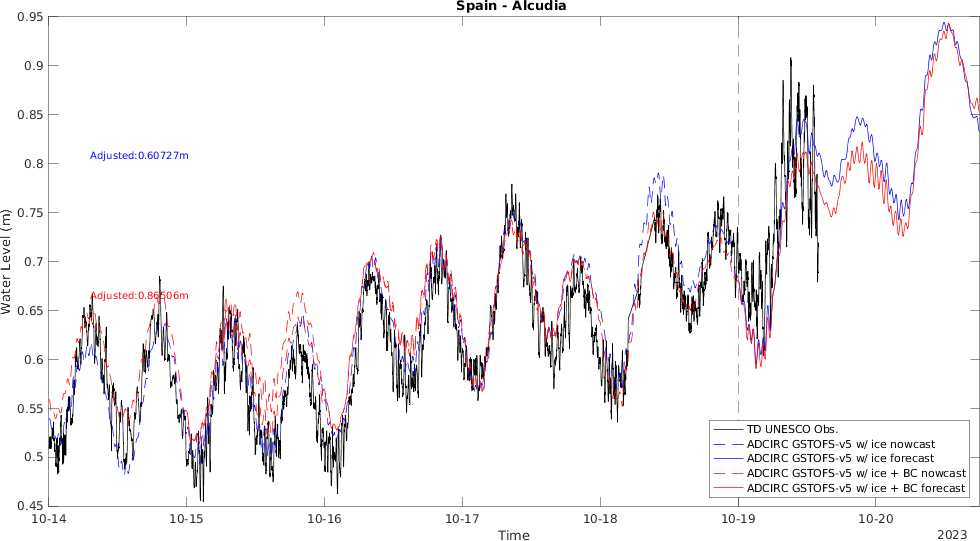 Spain - Alcudia
0.95
0.9
0.85
0.8
0.75
0.7
0.65
0.6
0.55
0.5
0.45
Water Level (m)
Adjusted:0.60727m
Adjusted:0.86506m
TD UNESCO Obs.
ADCIRC GSTOFS-v5 w/ ice nowcast
ADCIRC GSTOFS-v5 w/ ice forecast
ADCIRC GSTOFS-v5 w/ ice + BC nowcast
ADCIRC GSTOFS-v5 w/ ice + BC forecast
10-14 10-15 10-16 10-17 10-18 10-19 10-20
Time
2023